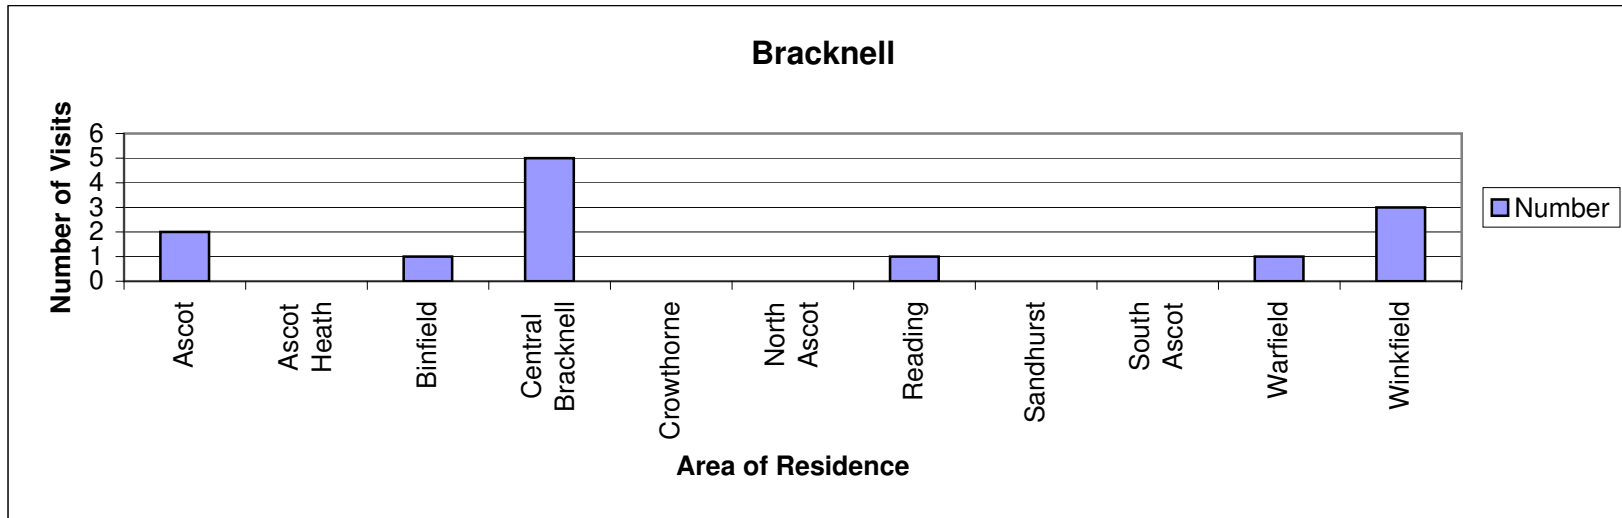 Bracknell
Number of Visits
6
5
4
3
2
1
0
Ascot
Ascot
Heath
Binfield
Central
Bracknell
Crowthorne
North
Ascot
Reading
Sandhurst
Sofiuth
Ascot
Warfield
Winkfield
Area of Residence
Number